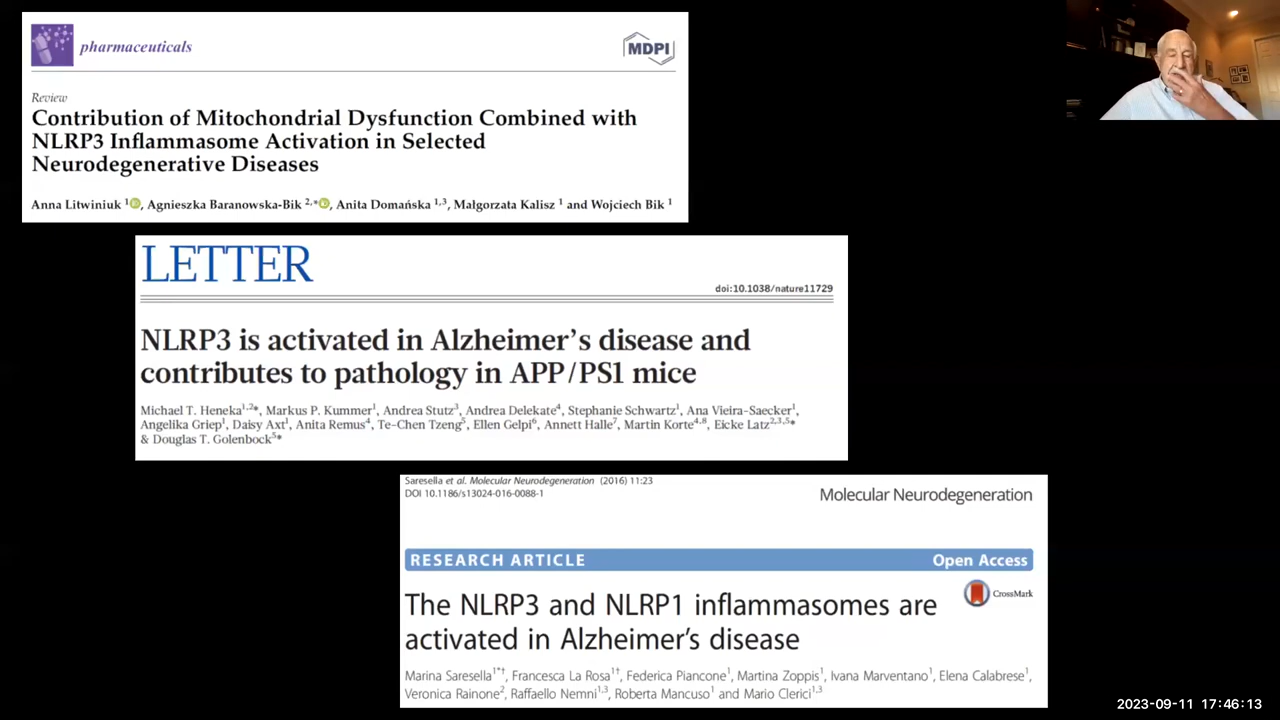 pharmaceuticals
MDPI
Review
Contribution of Mitochondrial Dysfunction Combined with
NLRP3 Inflammasome Activation in Selected
Neurodegenerative Diseases
Anna Litwiniuk 1, Agnieszka Baranowska-Bik 2,*, Anita Domańska 1,3, Małgorzata Kalisz 1 and Wojciech Bik 1
LETTER
doi:10.1038/nature11729
NLRP3 is activated in Alzheimer's disease and
contributes to pathology in APP/PS1 mice
Michael T. Heneka1,2*, Markus P. Kummer1, Andrea Stutz3, Andrea Delekate4, Stephanie Schwartz1, Ana Vieira-Saecker1,
Angelika Griep1, Daisy Axt1, Anita Remus4, Te-Chen Tzeng5, Ellen Gelpi6, Annett Halle7, Martin Korte4,8, Eicke Latz2,3,5*
& Douglas T. Golenbock5*
Saresella et al. Molecular Neurodegeneration (2016) 11:23
DOI 10.1186/s13024-016-0088-1
Molecular Neurodegeneration
RESEARCH ARTICLE
Open Access
The NLRP3 and NLRP1 inflammasomes are
activated in Alzheimer's disease
CrossMark
Marina Saresella1*†, Francesca La Rosa1†, Federica Piancone1, Martina Zoppis1, Ivana Marventano1, Elena Calabrese1,
Veronica Rainone2, Raffaello Nemni1,3, Roberta Mancuso1 and Mario Clerici1,3
2023-09-11 17:46:13